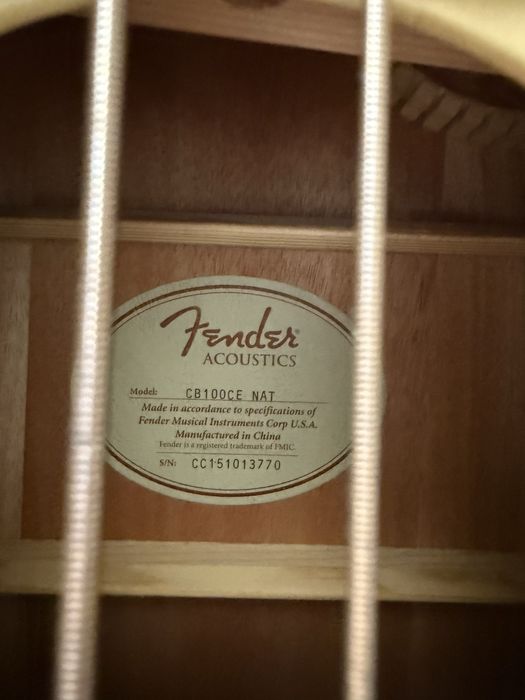 Fender®
ACOUSTICS
Model: CB100CE NAT
Made in accordance to specifications of
Fender Musical Instruments Corp U.S.A.
Manufactured in China
Fender is a registered trademark of FMIC.
S/N: CC151013770